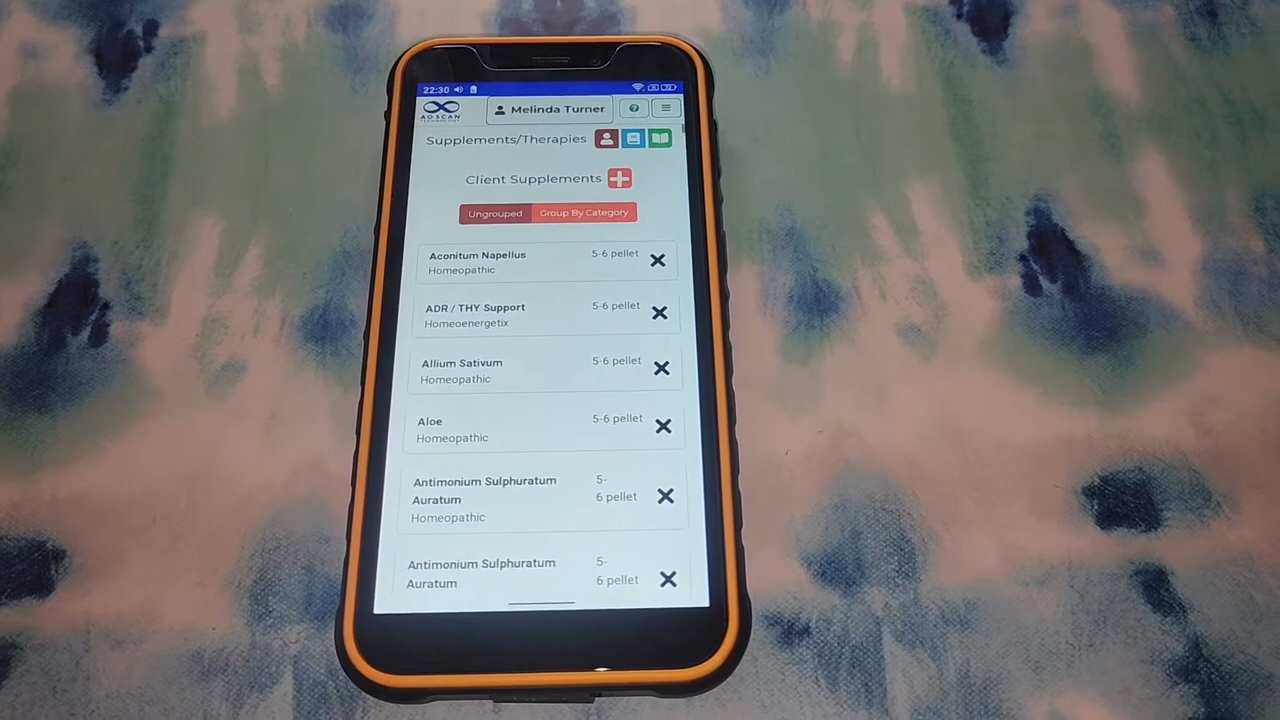 22:30
AO SCAN
TECHNOLOGY
Melinda Turner
Supplements/Therapies
Client Supplements
Ungrouped Group By Category
Aconitum Napellus 5-6 pellet
Homeopathic
ADR / THY Support 5-6 pellet
Homeoenergetix
Allium Sativum 5-6 pellet
Homeopathic
Aloe 5-6 pellet
Homeopathic
Antimonium Sulphuratum 5-
Auratum 6 pellet
Homeopathic
Antimonium Sulphuratum 5-
Auratum 6 pellet